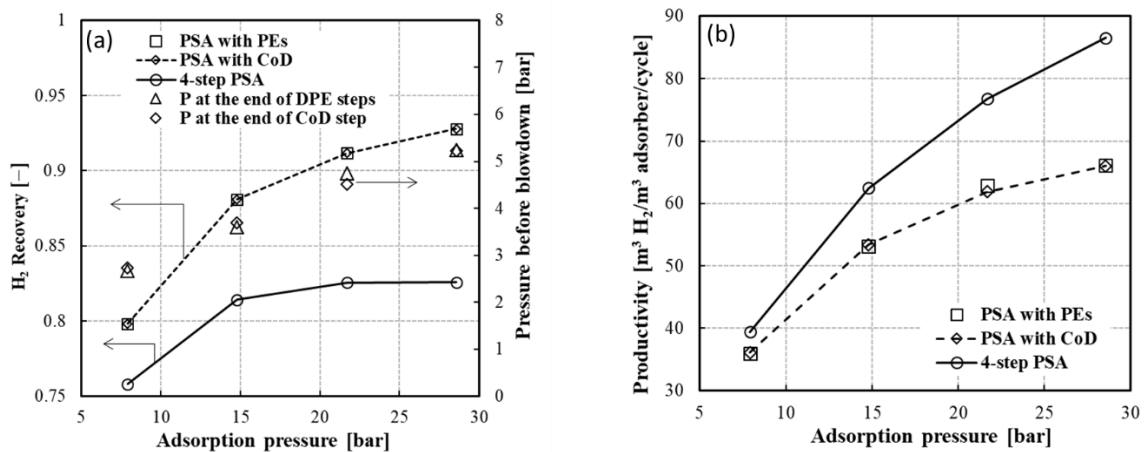 (a)
H₂ Recovery [−]
1
0.95
0.9
0.85
0.8
0.75
PSA with PEs
PSA with CoD
4-step PSA
P at the end of DPE steps
P at the end of CoD step
8
7
6
5
4
3
2
1
0
Pressure before blowdown [bar]
5 10 15 20 25 30
Adsorption pressure [bar]
(b)
Productivity [m³ H₂/m³ adsorber/cycle]
90
80
70
60
50
40
30
PSA with PEs
PSA with CoD
4-step PSA
5 10 15 20 25 30
Adsorption pressure [bar]